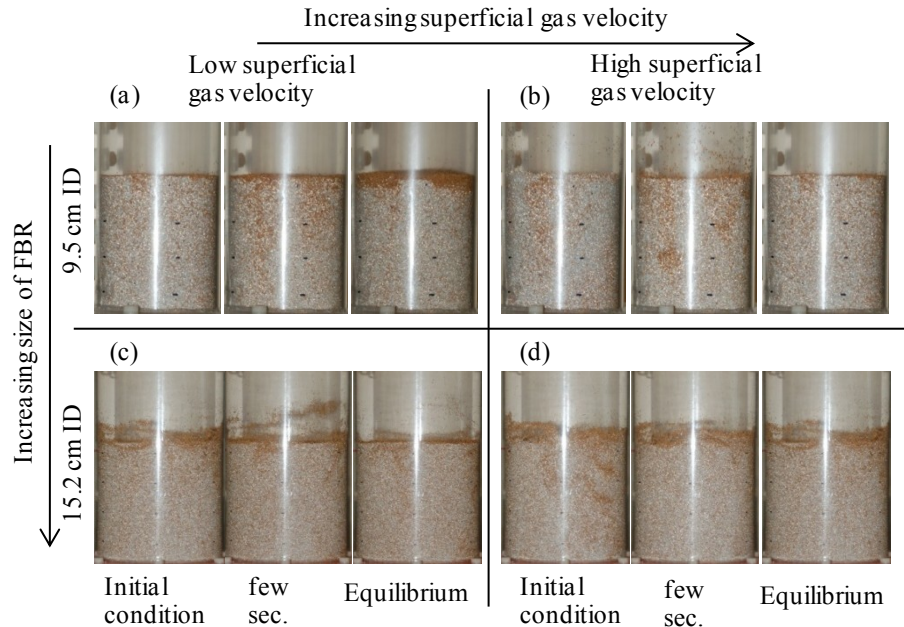 Increasing superficial gas velocity
Low superficial
gas velocity
High superficial
gas velocity
(a)
(b)
Increasing size of FBR
9.5 cm ID
(c)
(d)
15.2 cm ID
Initial
condition
few
sec.
Equilibrium
Initial
condition
few
sec.
Equilibrium